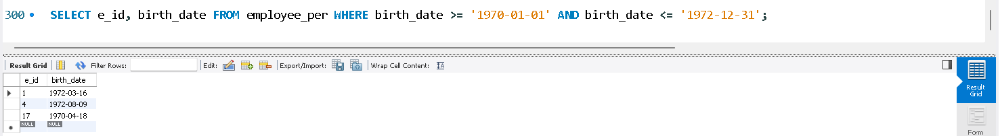 300 SELECT e_id, birth_date FROM employee_per WHERE birth_date >= '1970-01-01' AND birth_date <= '1972-12-31';
Result Grid Filter Rows: Edit: Export/Import: Wrap Cell Content: IA
e_id birth_date
1 1972-03-16
4 1972-08-09
17 1970-04-18
NULL NULL
Result
Grid
Form